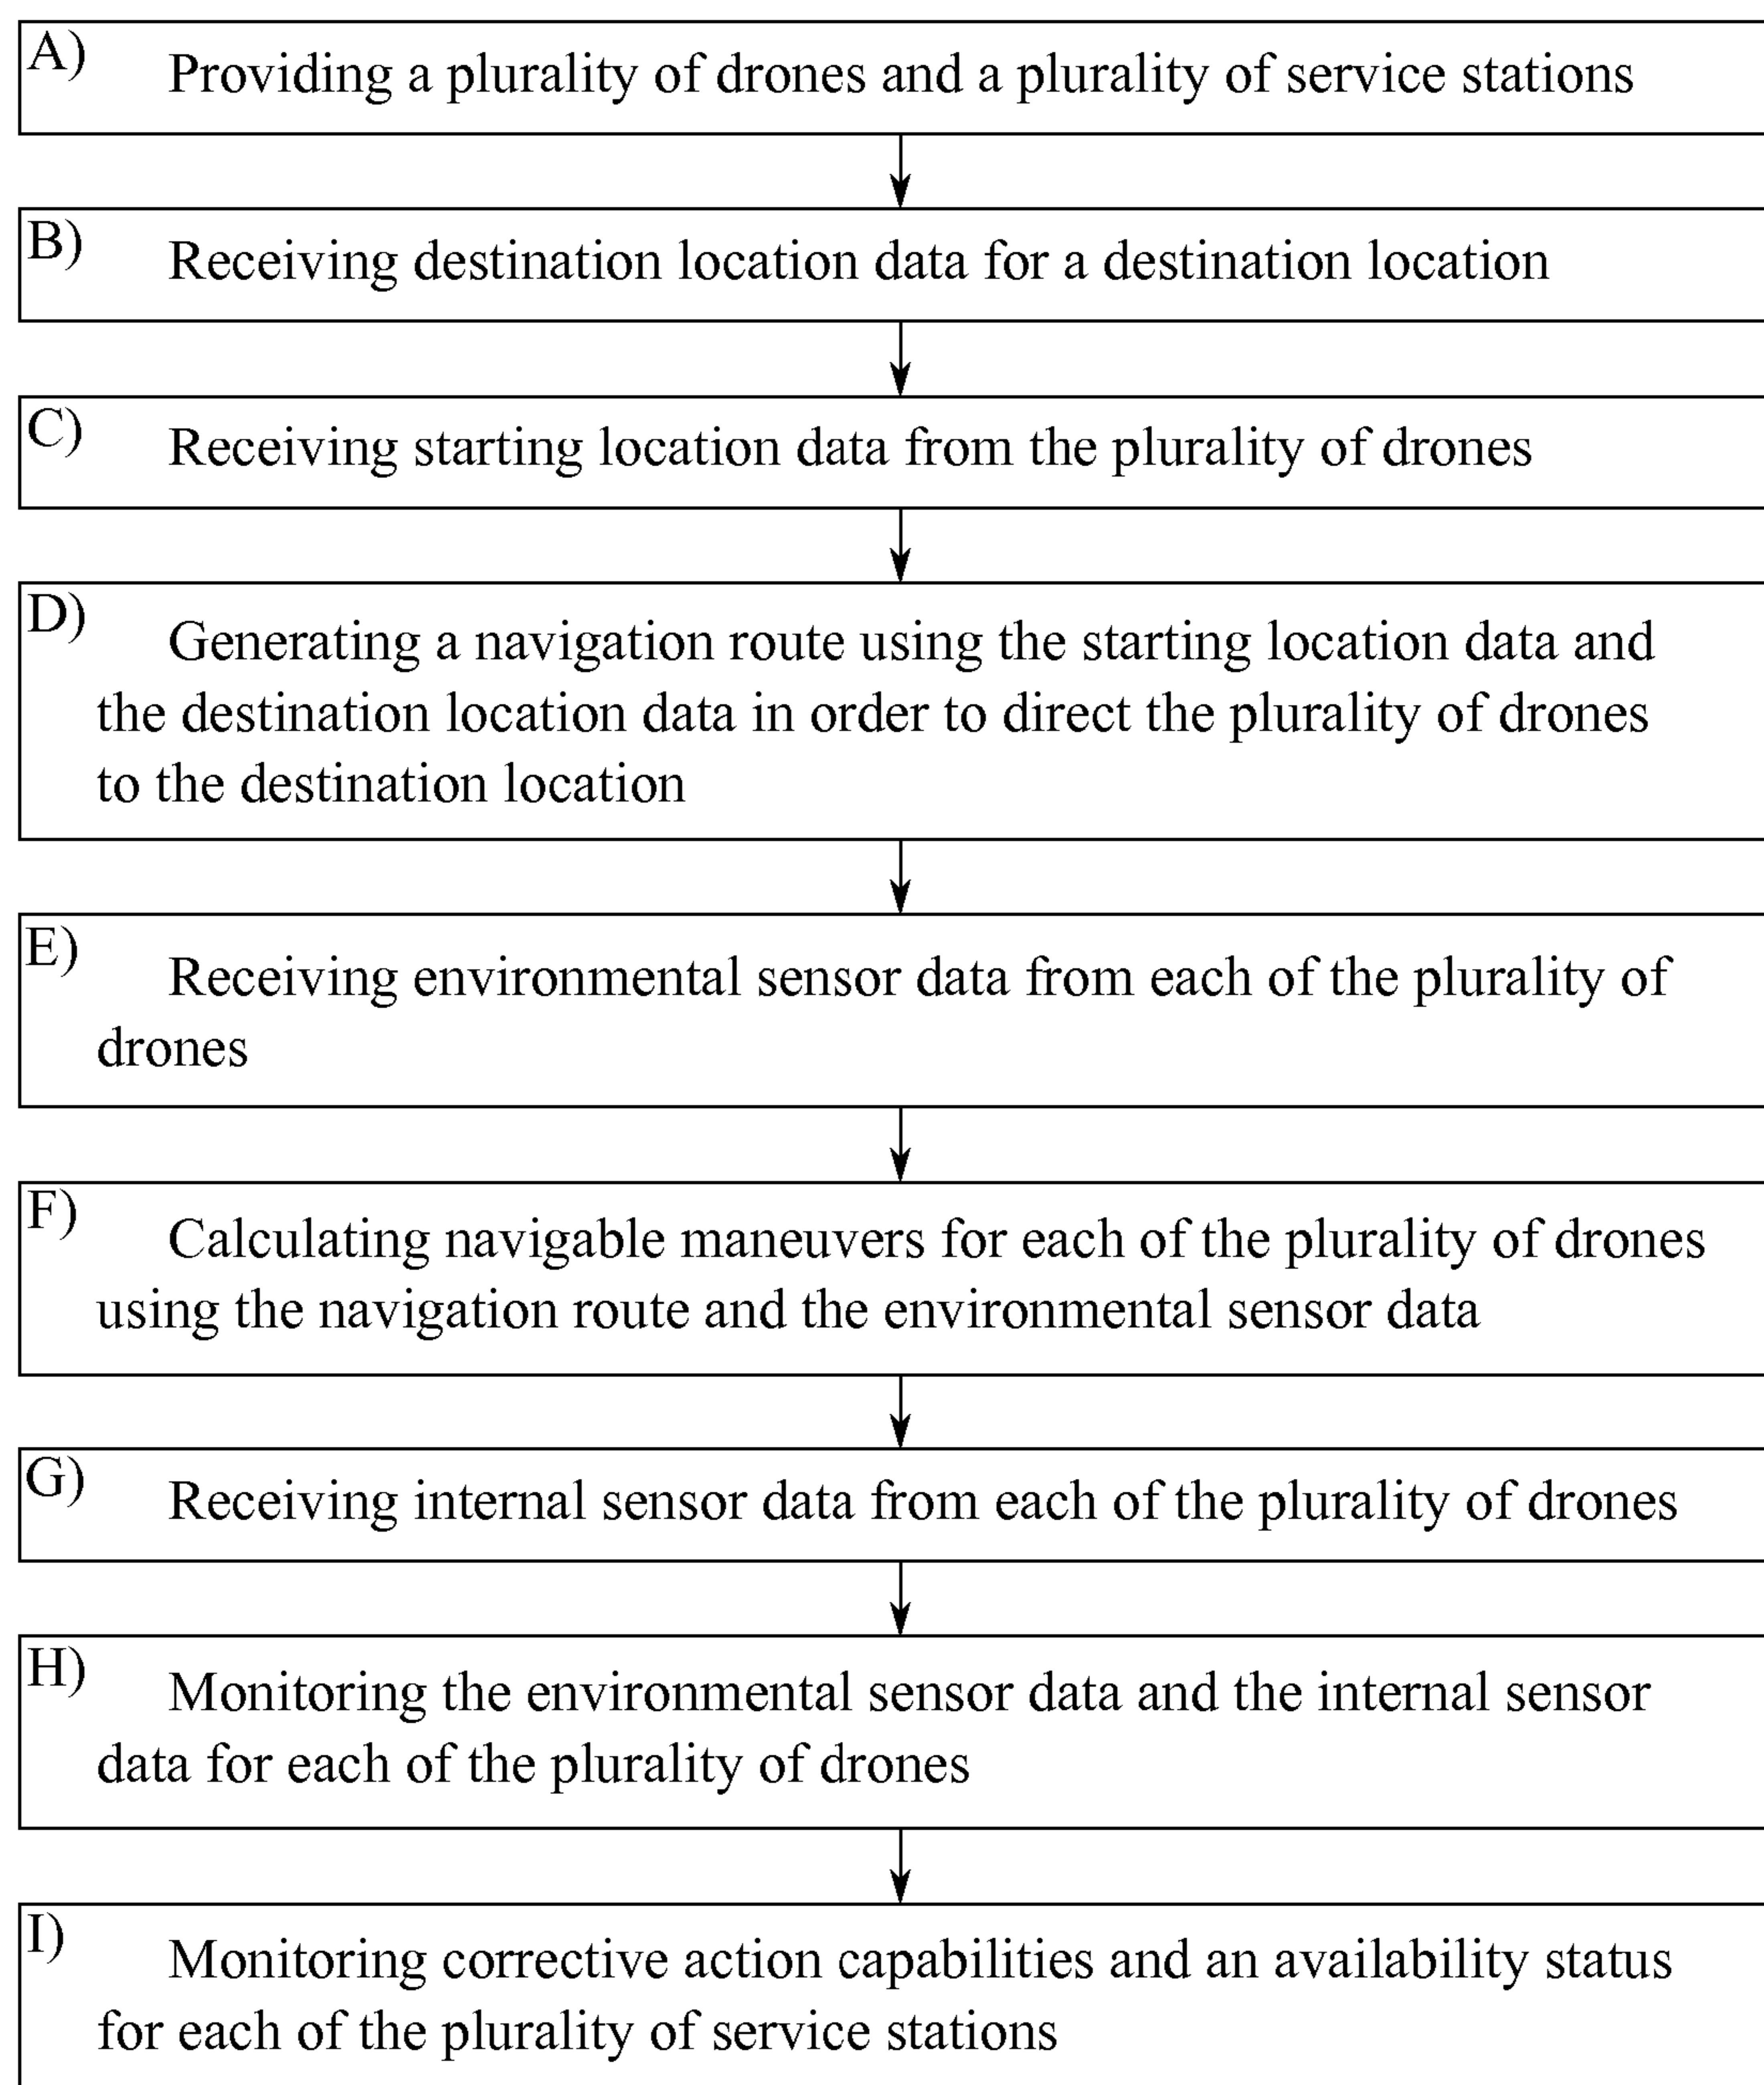 A)
Providing a plurality of drones and a plurality of service stations
B)
Receiving destination location data for a destination location
C)
Receiving starting location data from the plurality of drones
D)
Generating a navigation route using the starting location data and
the destination location data in order to direct the plurality of drones
to the destination location
E)
Receiving environmental sensor data from each of the plurality of
drones
F)
Calculating navigable maneuvers for each of the plurality of drones
using the navigation route and the environmental sensor data
G)
Receiving internal sensor data from each of the plurality of drones
H)
Monitoring the environmental sensor data and the internal sensor
data for each of the plurality of drones
I)
Monitoring corrective action capabilities and an availability status
for each of the plurality of service stations